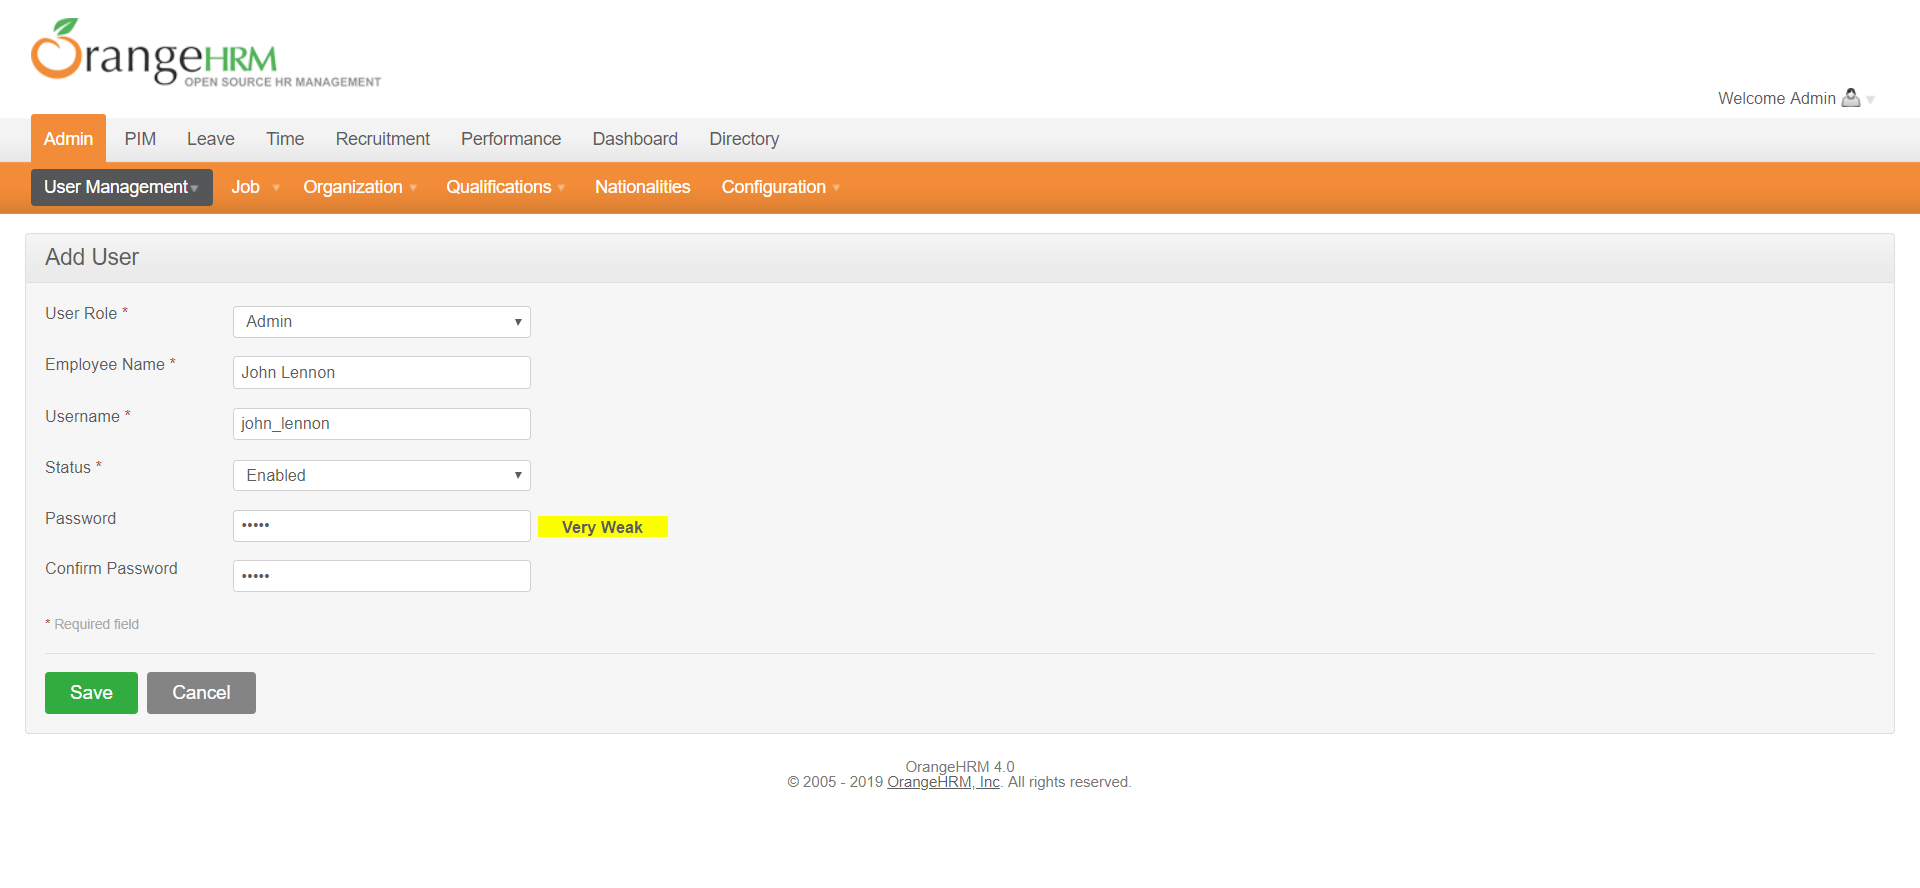 OrangeHRM
OPEN SOURCE HR MANAGEMENT
Welcome Admin
Admin PIM Leave Time Recruitment Performance Dashboard Directory
User Management Job Organization Qualifications Nationalities Configuration
Add User
User Role * Admin
Employee Name * John Lennon
Username * john_lennon
Status * Enabled
Password ••••• Very Weak
Confirm Password •••••
* Required field
Save Cancel
OrangeHRM 4.0
© 2005 - 2019 OrangeHRM, Inc. All rights reserved.